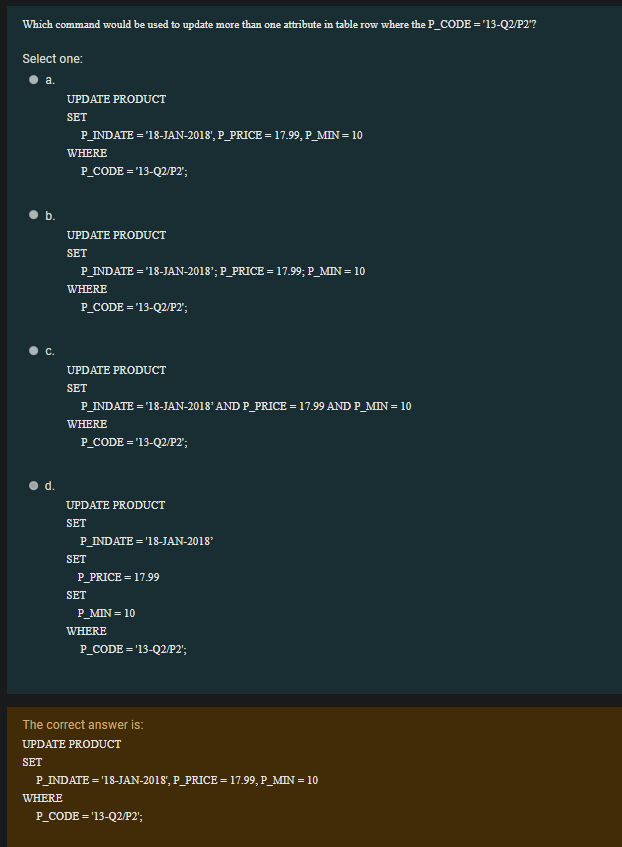 Which command would be used to update more than one attribute in table row where the P_CODE = '13-Q2/P2'?
Select one:
a.
UPDATE PRODUCT
SET
P_INDATE = '18-JAN-2018', P_PRICE = 17.99, P_MIN = 10
WHERE
P_CODE = '13-Q2/P2';
b.
UPDATE PRODUCT
SET
P_INDATE = '18-JAN-2018’; P_PRICE = 17.99; P_MIN = 10
WHERE
P_CODE = '13-Q2/P2';
c.
UPDATE PRODUCT
SET
P_INDATE = '18-JAN-2018’ AND P_PRICE = 17.99 AND P_MIN = 10
WHERE
P_CODE = '13-Q2/P2';
d.
UPDATE PRODUCT
SET
P_INDATE = '18-JAN-2018’
SET
P_PRICE = 17.99
SET
P_MIN = 10
WHERE
P_CODE = '13-Q2/P2';
The correct answer is:
UPDATE PRODUCT
SET
P_INDATE = '18-JAN-2018', P_PRICE = 17.99, P_MIN = 10
WHERE
P_CODE = '13-Q2/P2';